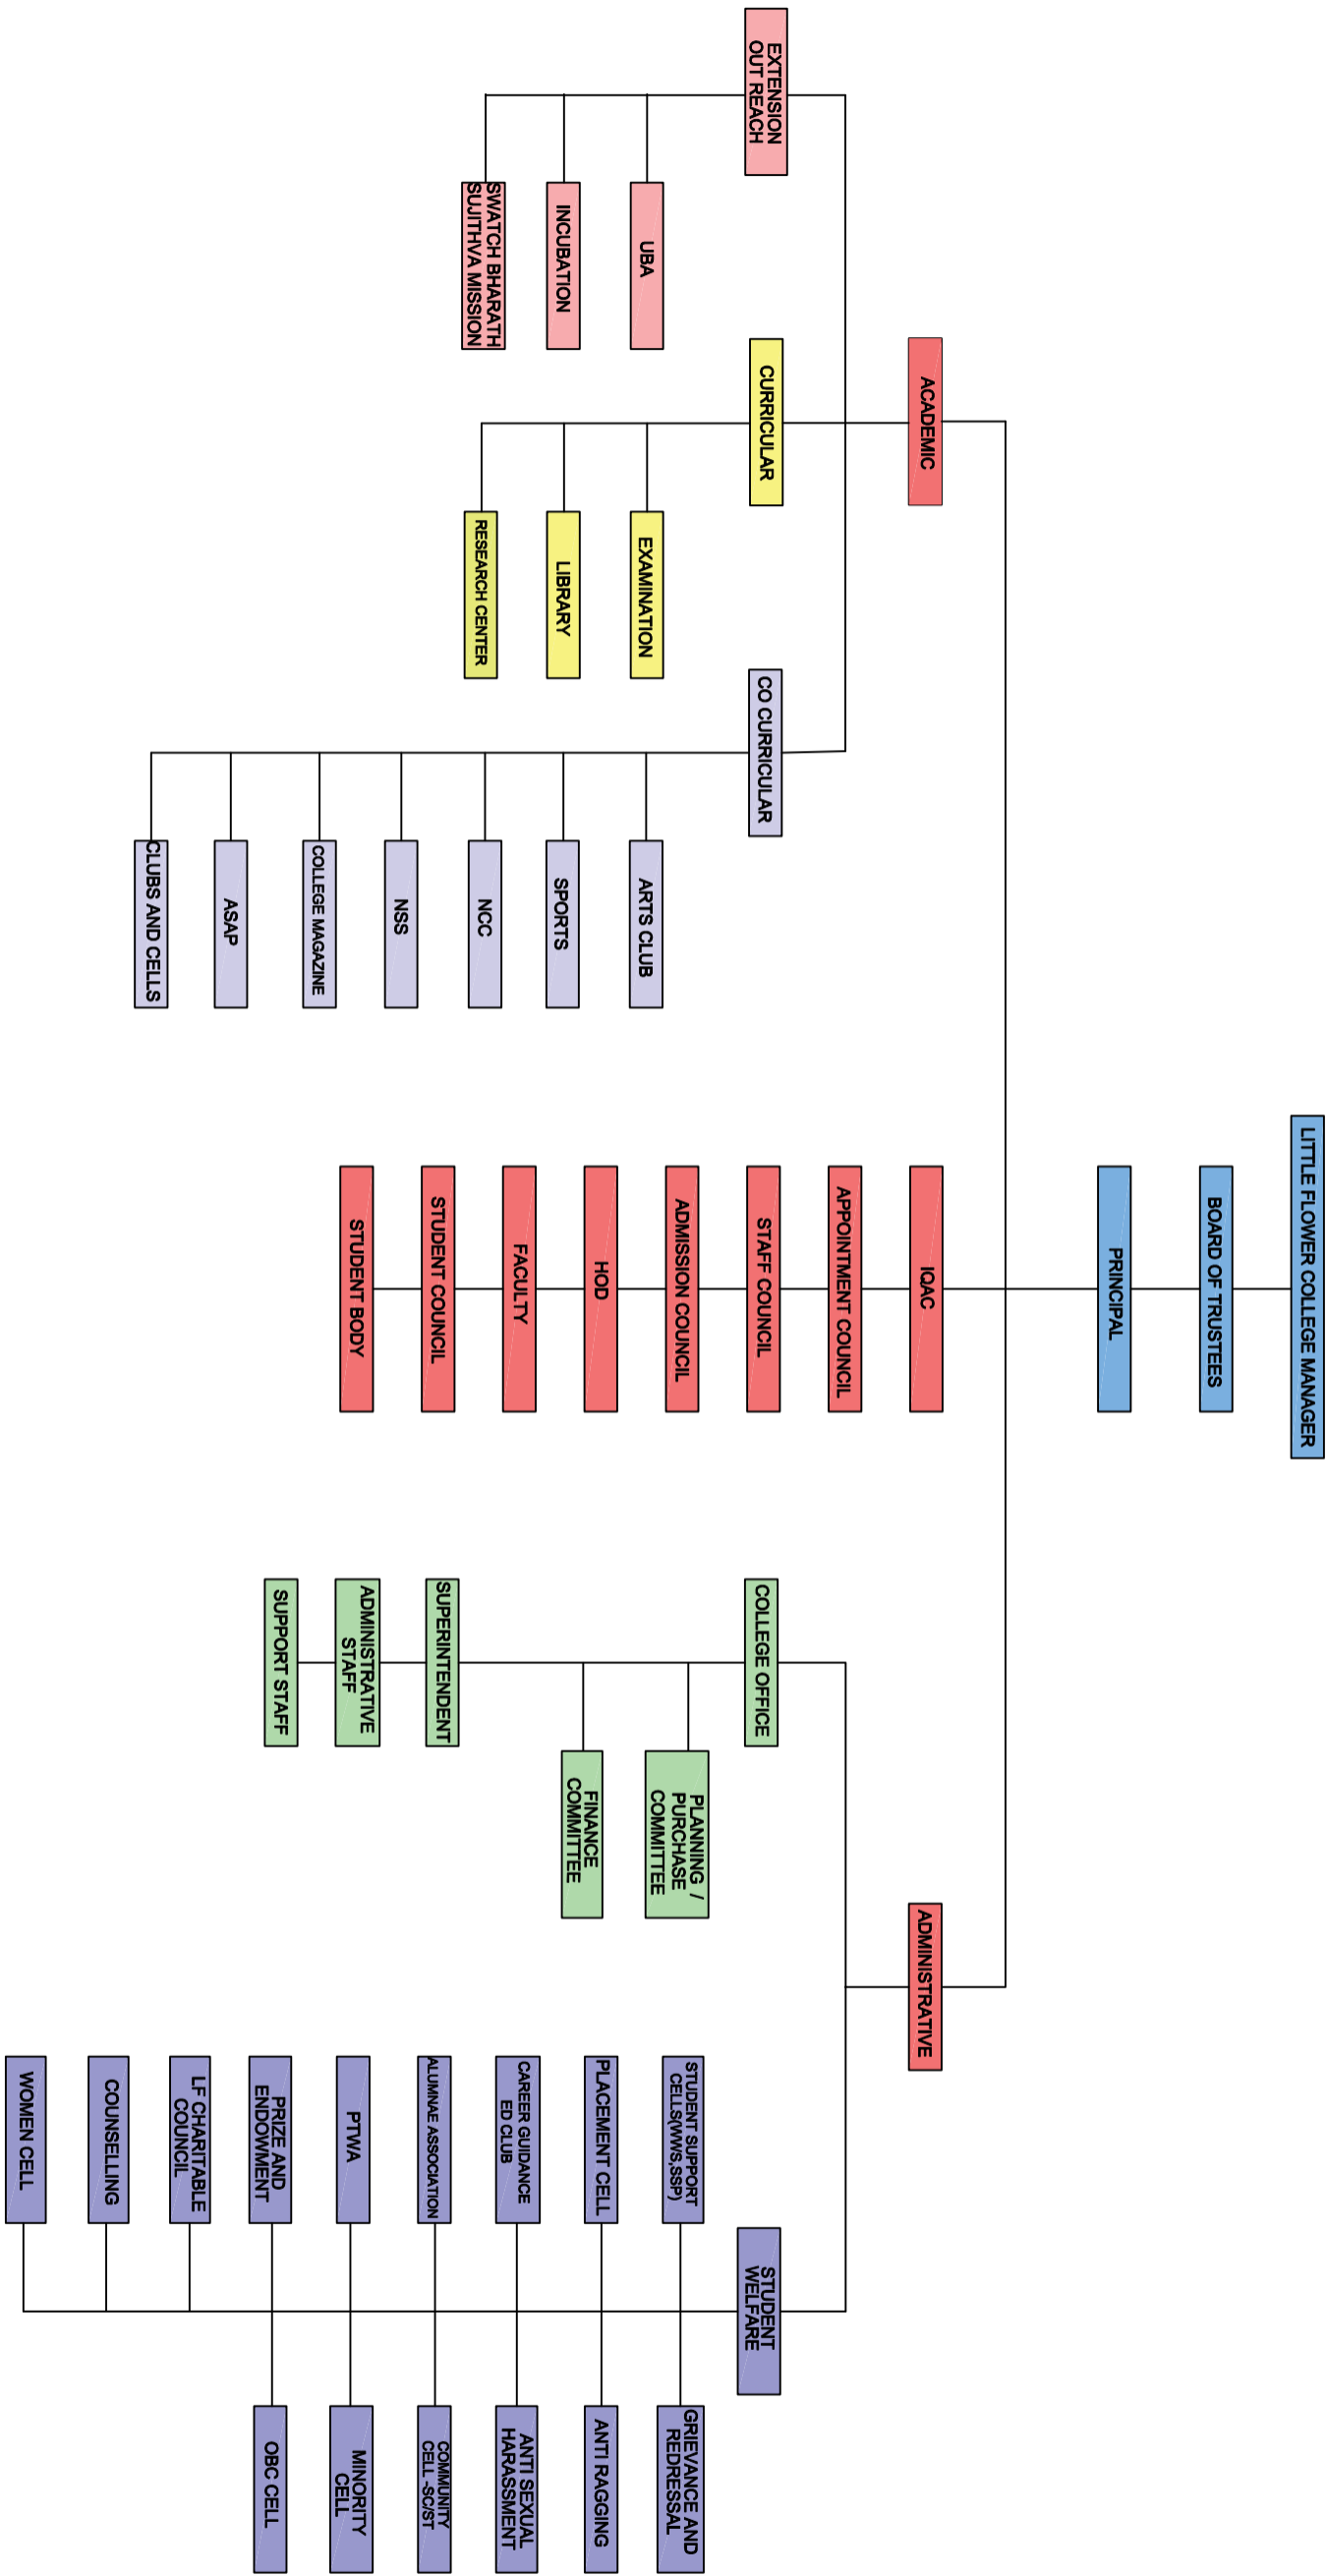 LITTLE FLOWER COLLEGE MANAGER
BOARD OF TRUSTEES
PRINCIPAL
ACADEMIC
IQAC
ADMINISTRATIVE
APPOINTMENT COUNCIL
STAFF COUNCIL
ADMISSION COUNCIL
HOD
FACULTY
STUDENT COUNCIL
STUDENT BODY
EXTENSION
OUT REACH
UBA
INCUBATION
SWATCH BHARATH
SUJITHVA MISSION
CURRICULAR
EXAMINATION
LIBRARY
RESEARCH CENTER
CO CURRICULAR
ARTS CLUB
SPORTS
NCC
NSS
COLLEGE MAGAZINE
ASAP
CLUBS AND CELLS
COLLEGE OFFICE
PLANNING /
PURCHASE
COMMITTEE
FINANCE
COMMITTEE
SUPERINTENDENT
ADMINISTRATIVE
STAFF
SUPPORT STAFF
STUDENT
WELFARE
STUDENT SUPPORT
CELLS(WWS,SSP)
PLACEMENT CELL
CAREER GUIDANCE
ED CLUB
ALUMNAE ASSOCIATION
PTWA
PRIZE AND
ENDOWMENT
LF CHARITABLE
COUNCIL
COUNSELLING
WOMEN CELL
GRIEVANCE AND
REDRESSAL
ANTI RAGGING
ANTI SEXUAL
HARASSMENT
COMMUNITY
CELL -SC/ST
MINORITY
CELL
OBC CELL